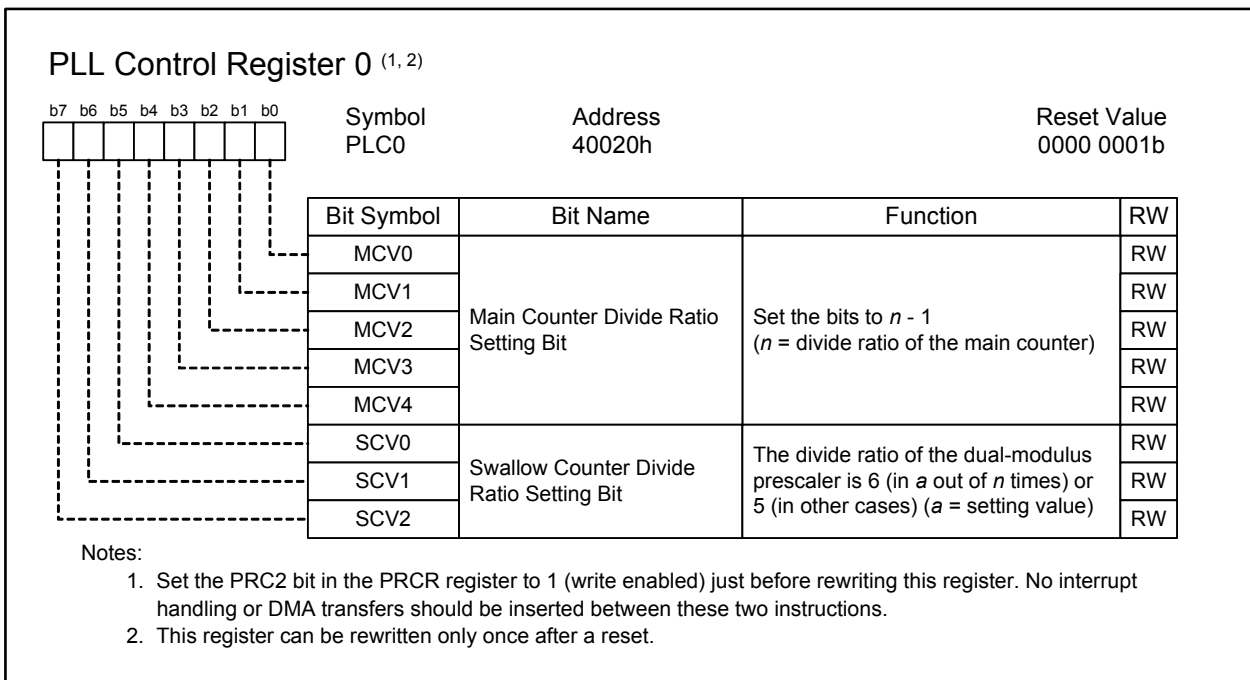 PLL Control Register 0 (1, 2)
b7 b6 b5 b4 b3 b2 b1 b0
Symbol Address Reset Value
PLC0 40020h 0000 0001b
Bit Symbol Bit Name Function RW
MCV0 RW
MCV1 RW
MCV2 RW
MCV3 RW
MCV4 RW
Main Counter Divide Ratio
Setting Bit
Set the bits to n - 1
(n = divide ratio of the main counter)
SCV0 RW
SCV1 RW
SCV2 RW
Swallow Counter Divide
Ratio Setting Bit
The divide ratio of the dual-modulus
prescaler is 6 (in a out of n times) or
5 (in other cases) (a = setting value)
Notes:
1. Set the PRC2 bit in the PRCR register to 1 (write enabled) just before rewriting this register. No interrupt
handling or DMA transfers should be inserted between these two instructions.
2. This register can be rewritten only once after a reset.